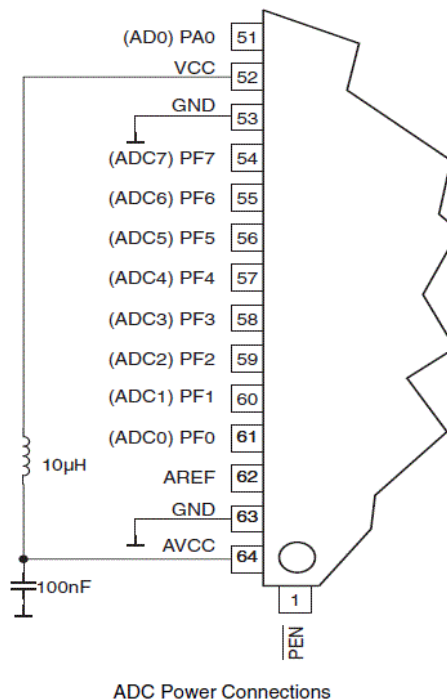 (AD0) PA0 51
VCC 52
GND 53
(ADC7) PF7 54
(ADC6) PF6 55
(ADC5) PF5 56
(ADC4) PF4 57
(ADC3) PF3 58
(ADC2) PF2 59
(ADC1) PF1 60
(ADC0) PF0 61
10µH
AREF 62
GND 63
AVCC 64
100nF
1
PEN
ADC Power Connections